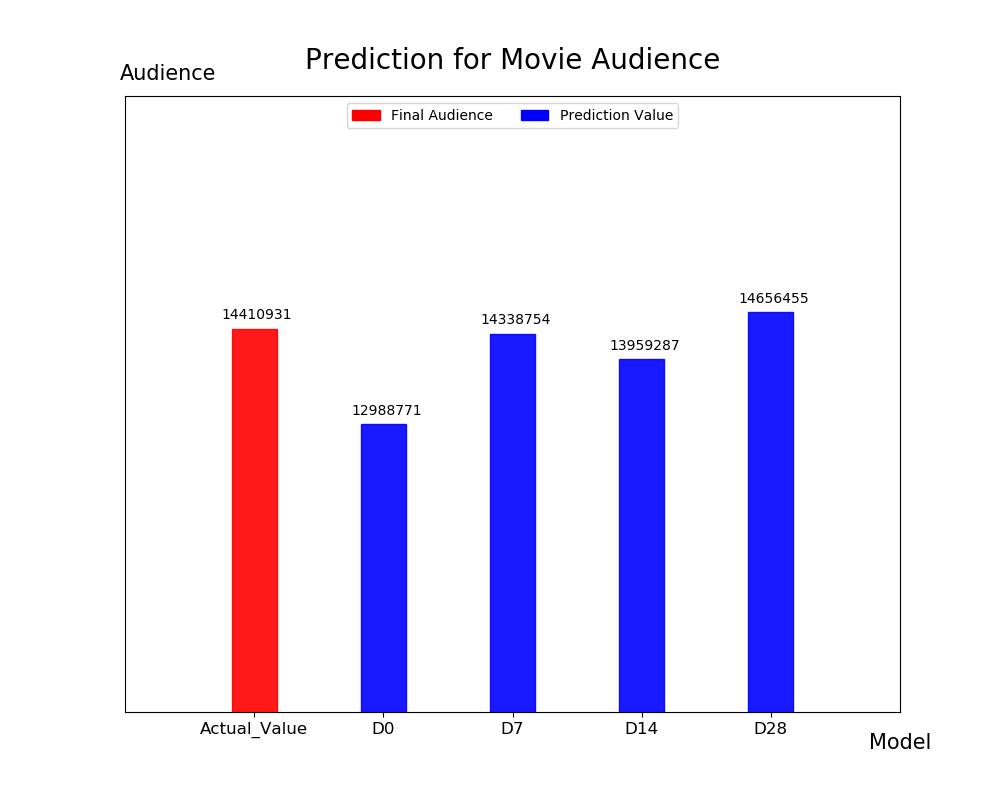 Prediction for Movie Audience
Audience
Final Audience Prediction Value
14410931
12988771
14338754
13959287
14656455
Actual_Value D0 D7 D14 D28
Model